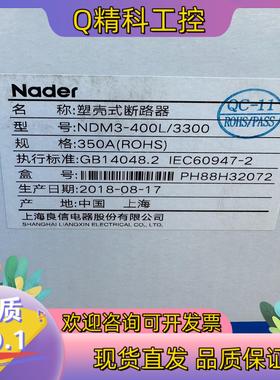 Q精科工控
Nader
QC-11
ROHS/PASS
名 称:塑壳式断路器
型 号:NDM3-400L/3300
规 格:350A(ROHS)
执行标准:GB14048.2 IEC60947-2
盒 号: PH88H32072
生产日期:2018-08-17
产 地:中国 上海
上海良信电器股份有限公司
SHANGHAI LIANGXIN ELECTRICAL CO., LTD.
质
0.1
欢迎咨询可开发票
现货直发 品质保